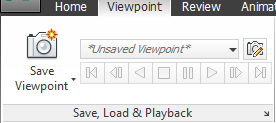 Home Viewpoint Review Animat
*Unsaved Viewpoint*
Save
Viewpoint
Save, Load & Playback